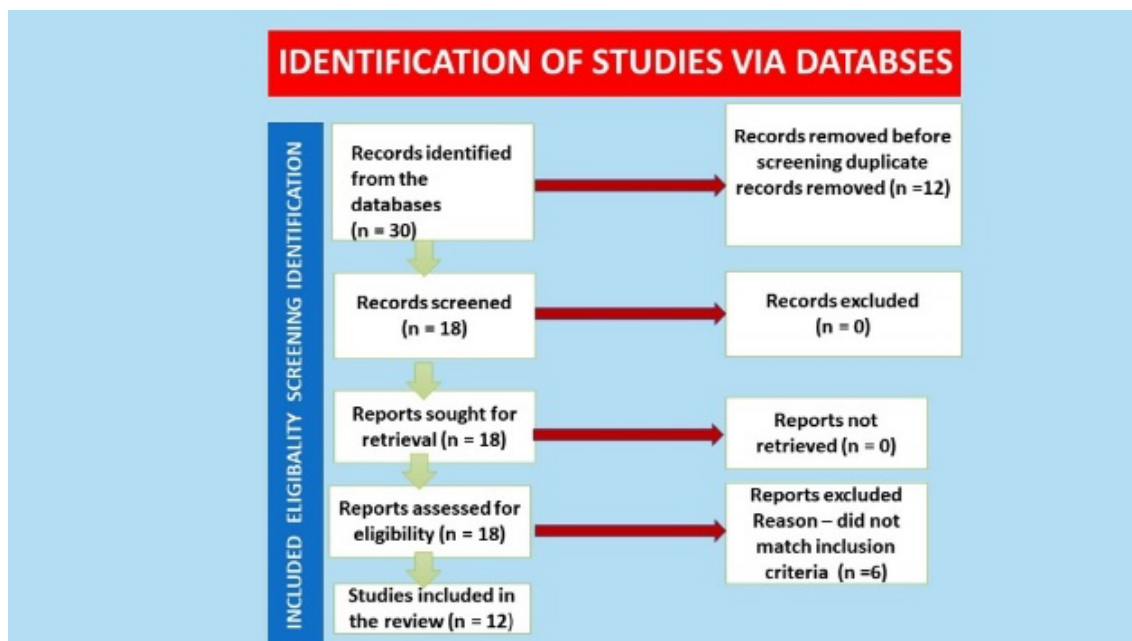 IDENTIFICATION OF STUDIES VIA DATABSES
INCLUDED ELIGIBALITY SCREENING IDENTIFICATION
Records identified
from the
databases
(n = 30)
Records removed before
screening duplicate
records removed (n =12)
Records screened
(n = 18)
Records excluded
(n = 0)
Reports sought for
retrieval (n = 18)
Reports not
retrieved (n = 0)
Reports assessed for
eligibility (n = 18)
Reports excluded
Reason – did not
match inclusion
criteria (n =6)
Studies included in
the review (n = 12)